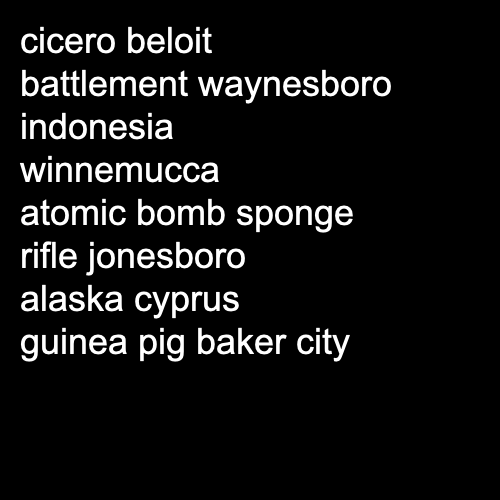 cicero beloit
battlement waynesboro
indonesia
winnemucca
atomic bomb sponge
rifle jonesboro
alaska cyprus
guinea pig baker city